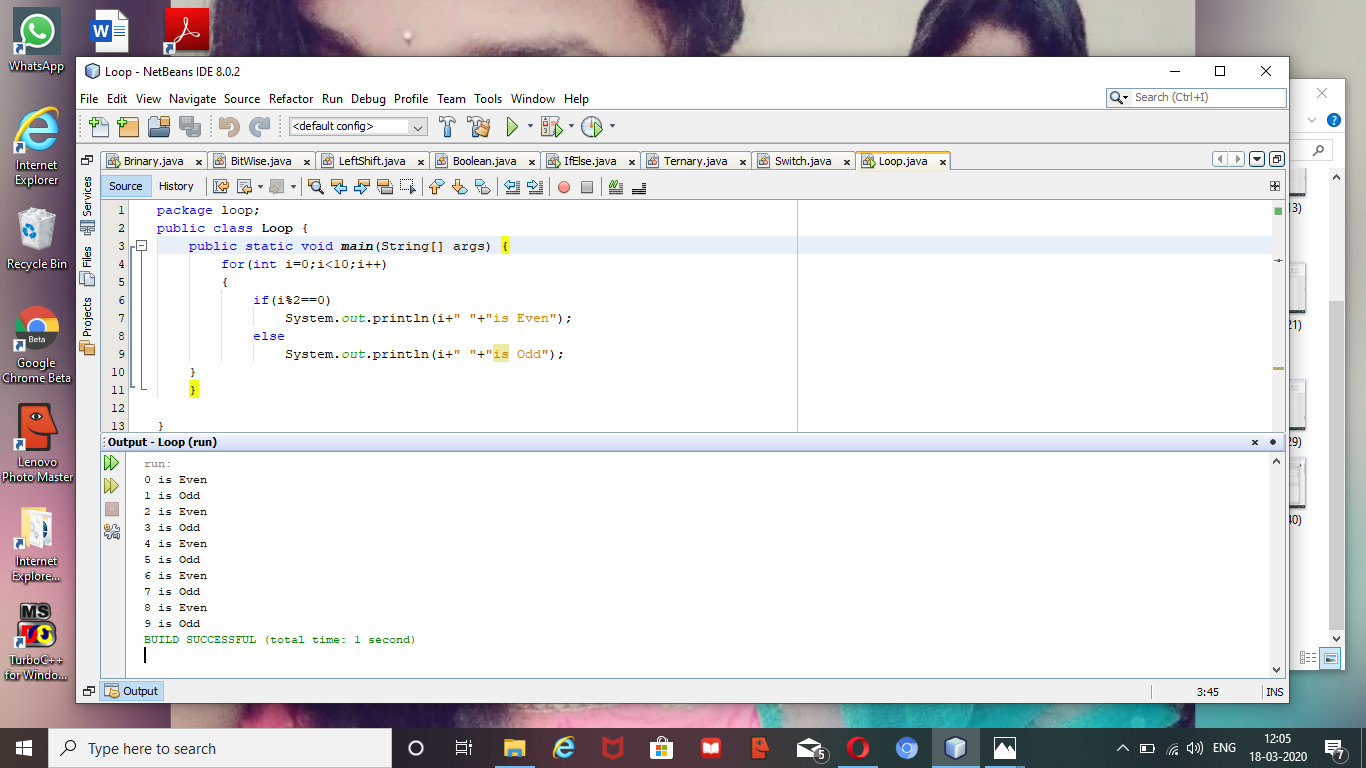 WhatsApp
Internet
Explorer
Recycle Bin
Google
Chrome Beta
Beta
Lenovo
Photo Master
Internet
Explore...
MS
TurboC++
for Windo...
Loop - NetBeans IDE 8.0.2
File Edit View Navigate Source Refactor Run Debug Profile Team Tools Window Help
Search (Ctrl+I)
<default config>
Brinary.java BitWise.java LeftShift.java Boolean.java IfElse.java Ternary.java Switch.java Loop.java
Source History
Services
Files
Projects
1 package loop;
2 public class Loop {
3 public static void main(String[] args) {
4 for(int i=0;i<10;i++)
5 {
6 if(i%2==0)
7 System.out.println(i+" "+"is Even");
8 else
9 System.out.println(i+" "+"is Odd");
10 }
11 }
12
13 }
Output - Loop (run)
run:
0 is Even
1 is Odd
2 is Even
3 is Odd
4 is Even
5 is Odd
6 is Even
7 is Odd
8 is Even
9 is Odd
BUILD SUCCESSFUL (total time: 1 second)
Output
3:45 INS
13)
21)
29)
40)
Type here to search
5
ENG
12:05
18-03-2020
7